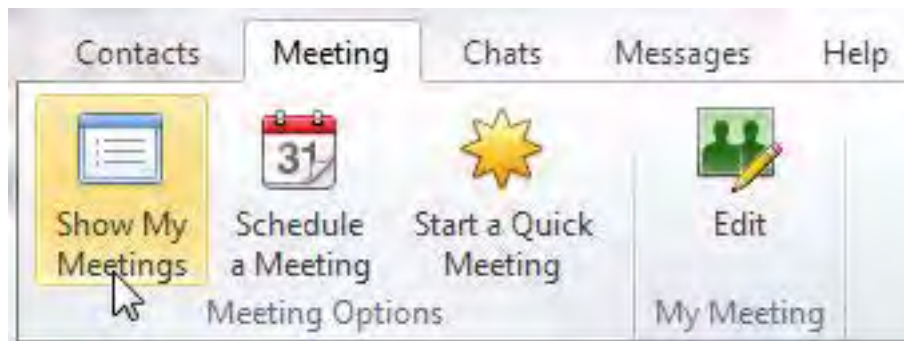 Contacts Meeting Chats Messages Help
31
Show My Meetings
Schedule a Meeting
Start a Quick Meeting
Edit
Meeting Options
My Meeting